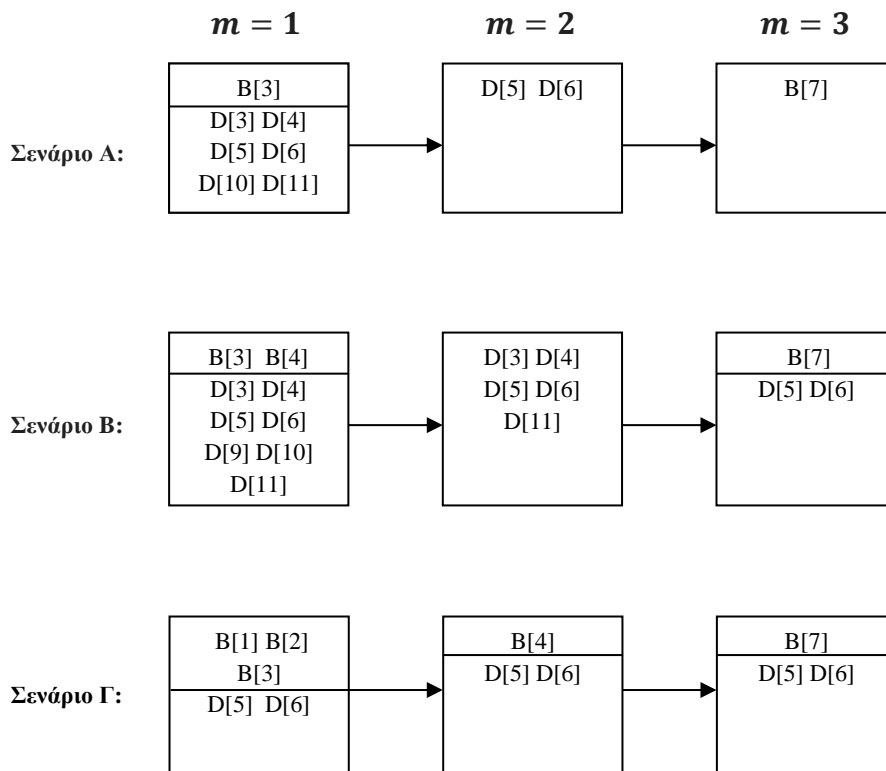 m = 1 m = 2 m = 3
Σενάριο Α:
B[3]
D[3] D[4]
D[5] D[6]
D[10] D[11]
D[5] D[6]
B[7]
Σενάριο Β:
B[3] B[4]
D[3] D[4]
D[5] D[6]
D[9] D[10]
D[11]
D[3] D[4]
D[5] D[6]
D[11]
B[7]
D[5] D[6]
Σενάριο Γ:
B[1] B[2]
B[3]
D[5] D[6]
B[4]
D[5] D[6]
B[7]
D[5] D[6]